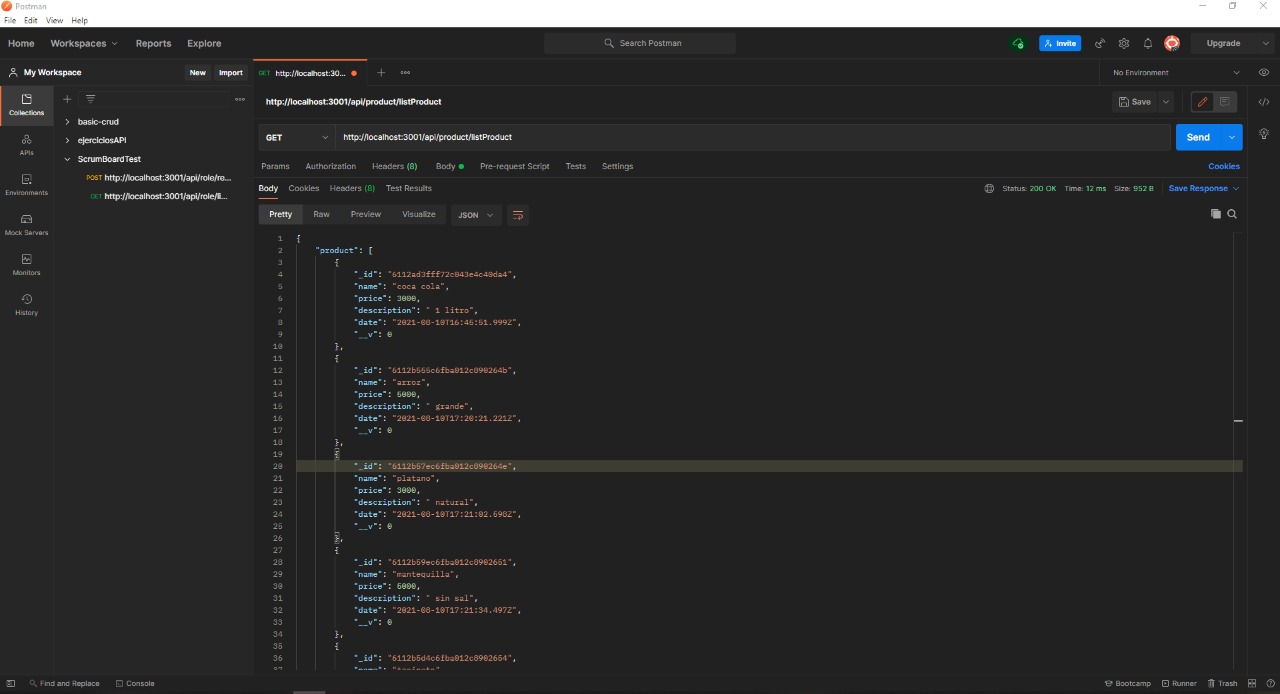 Postman
File Edit View Help
Home Workspaces Reports Explore Search Postman Invite Upgrade
My Workspace New Import GET http://localhost:30... No Environment
Collections
APIs
Environments
Mock Servers
Monitors
History
basic-crud
ejerciciosAPI
ScrumBoardTest
POST http://localhost:3001/api/role/re...
GET http://localhost:3001/api/role/li...
http://localhost:3001/api/product/listProduct Save
GET http://localhost:3001/api/product/listProduct Send
Params Authorization Headers (8) Body Pre-request Script Tests Settings Cookies
Body Cookies Headers (8) Test Results Status: 200 OK Time: 12 ms Size: 952 B Save Response
Pretty Raw Preview Visualize JSON
1 {
2 "product": [
3 {
4 "_id": "6112ad3fff72c043e4c40da4",
5 "name": "coca cola",
6 "price": 3000,
7 "description": " 1 litro",
8 "date": "2021-08-10T16:45:51.999Z",
9 "__v": 0
10 },
11 {
12 "_id": "6112b555c6fba012c090264b",
13 "name": "arroz",
14 "price": 5000,
15 "description": " grande",
16 "date": "2021-08-10T17:20:21.221Z",
17 "__v": 0
18 },
19 {
20 "_id": "6112b57ec6fba012c090264e",
21 "name": "platano",
22 "price": 3000,
23 "description": " natural",
24 "date": "2021-08-10T17:21:02.698Z",
25 "__v": 0
26 },
27 {
28 "_id": "6112b59ec6fba012c0902651",
29 "name": "mantequilla",
30 "price": 6000,
31 "description": " sin sal",
32 "date": "2021-08-10T17:21:34.497Z",
33 "__v": 0
34 },
35 {
36 "_id": "6112b5d4c6fba012c0902654",
Find and Replace Console Bootcamp Runner Trash